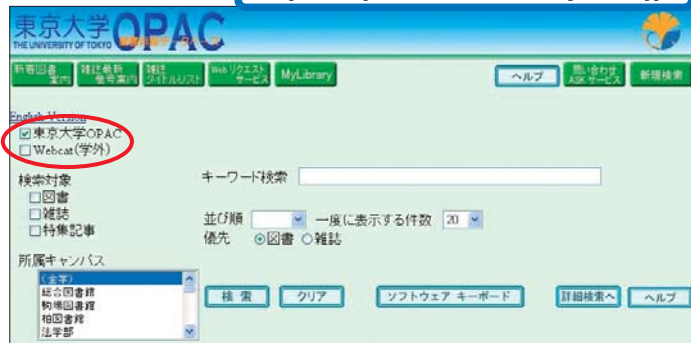 東京大学OPAC
THE UNIVERSITY OF TOKYO
新着図書案内 雑誌最新巻号案内 雑誌タイトルリスト Webリクエストサービス MyLibrary ヘルプ 問い合わせASKサービス 新規検索
English Version
東京大学OPAC
Webcat(学外)
検索対象 キーワード検索
図書
雑誌
特集記事
並び順 一度に表示する件数 20
優先 図書 雑誌
所属キャンパス
(全学)
総合図書館
駒場図書館
柏図書館
法学部
検 索 クリア ソフトウェア キーボード 詳細検索へ ヘルプ